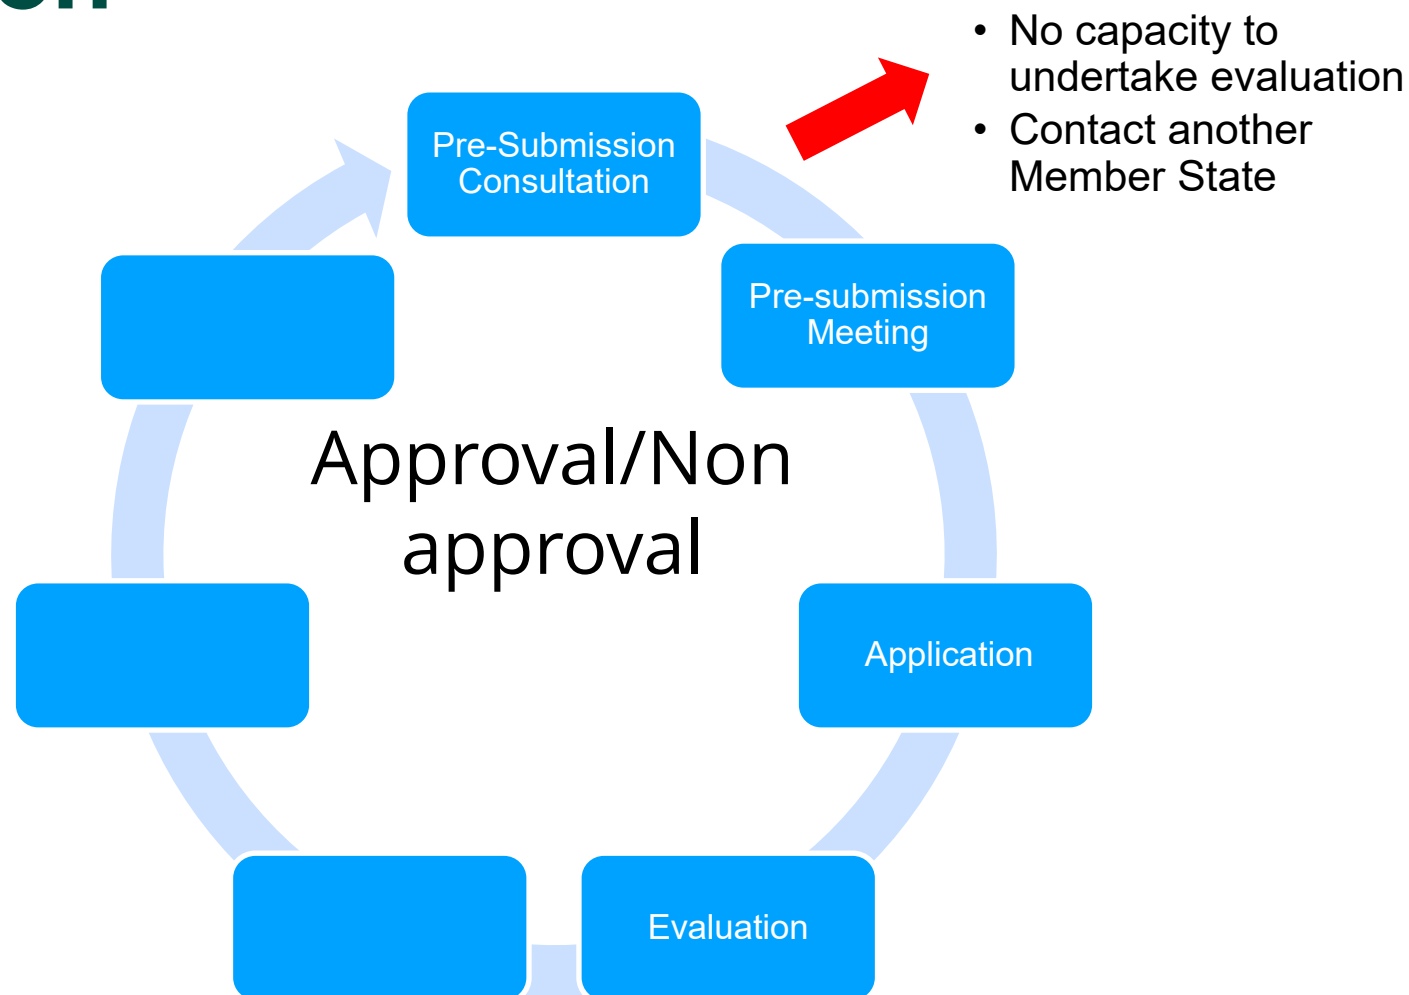 • No capacity to
undertake evaluation
• Contact another
Member State
Pre-Submission
Consultation
Pre-submission
Meeting
Approval/Non
approval
Application
Evaluation